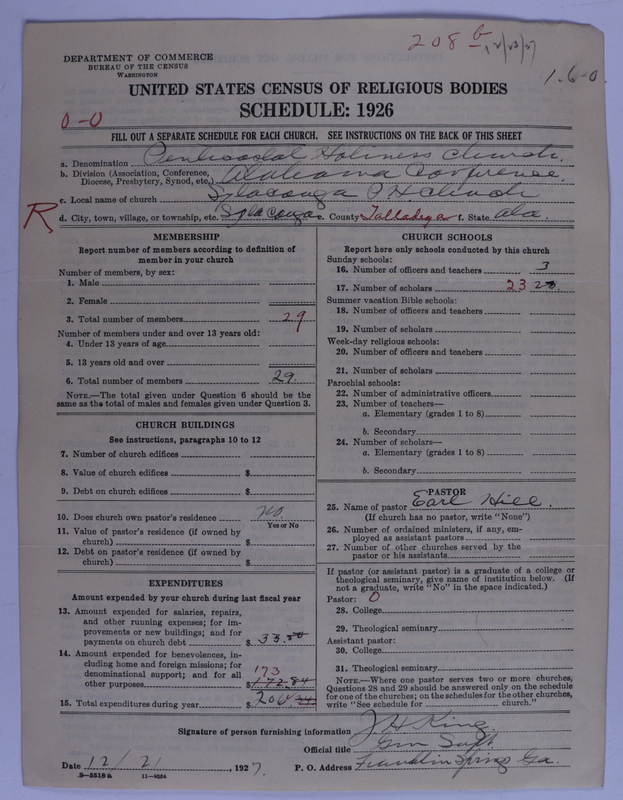 208 B, 12/23/27
1-6-0
DEPARTMENT OF COMMERCE
BUREAU OF THE CENSUS
WASHINGTON
UNITED STATES CENSUS OF RELIGIOUS BODIES
SCHEDULE: 1926
0-0
FILL OUT A SEPARATE SCHEDULE FOR EACH CHURCH. SEE INSTRUCTIONS ON THE BACK OF THIS SHEET
a. Denomination Pentecostal Holiness Church.
b. Division (Association, Conference, Diocese, Presbytery, Synod, etc.) Alabama Conference.
c. Local name of church Sylacauga P H Church
R
d. City, town, village, or township, etc. Sylacauga e. County Talladega f. State Ala.
MEMBERSHIP
Report number of members according to definition of
member in your church
Number of members, by sex:
1. Male
2. Female
3. Total number of members 29
Number of members under and over 13 years old:
4. Under 13 years of age
5. 13 years old and over
6. Total number of members 29.
NOTE.—The total given under Question 6 should be the
same as the total of males and females given under Question 3.
CHURCH BUILDINGS
See instructions, paragraphs 10 to 12
7. Number of church edifices
8. Value of church edifices $
9. Debt on church edifices $
10. Does church own pastor's residence No.
Yes or No
11. Value of pastor's residence (if owned by
church) $
12. Debt on pastor's residence (if owned by
church) $
EXPENDITURES
Amount expended by your church during last fiscal year
13. Amount expended for salaries, repairs,
and other running expenses; for im-
provements or new buildings; and for
payments on church debt $ 33.50
14. Amount expended for benevolences, in-
cluding home and foreign missions; for
denominational support; and for all
173
other purposes $ 172.84
15. Total expenditures during year $ 206
CHURCH SCHOOLS
Report here only schools conducted by this church
Sunday schools:
16. Number of officers and teachers 3
17. Number of scholars 23 20
Summer vacation Bible schools:
18. Number of officers and teachers
19. Number of scholars
Week-day religious schools:
20. Number of officers and teachers
21. Number of scholars
Parochial schools:
22. Number of administrative officers
23. Number of teachers—
a. Elementary (grades 1 to 8)
b. Secondary
24. Number of scholars—
a. Elementary (grades 1 to 8)
b. Secondary
PASTOR
25. Name of pastor Earl Hill.
(If church has no pastor, write "None")
26. Number of ordained ministers, if any, em-
ployed as assistant pastors
27. Number of other churches served by the
pastor or his assistants
If pastor (or assistant pastor) is a graduate of a college or
theological seminary, give name of institution below. (If
not a graduate, write "No" in the space indicated.)
Pastor: 0
28. College
29. Theological seminary
Assistant pastor:
30. College
31. Theological seminary
NOTE.—Where one pastor serves two or more churches,
Questions 28 and 29 should be answered only on the schedule
for one of the churches; on the schedules for the other churches,
write "See schedule for church."
Signature of person furnishing information J H King
Official title Gen Supt.
Date 12/21, 1927. P. O. Address Franklin Springs Ga.
8-5518 a 11-9054